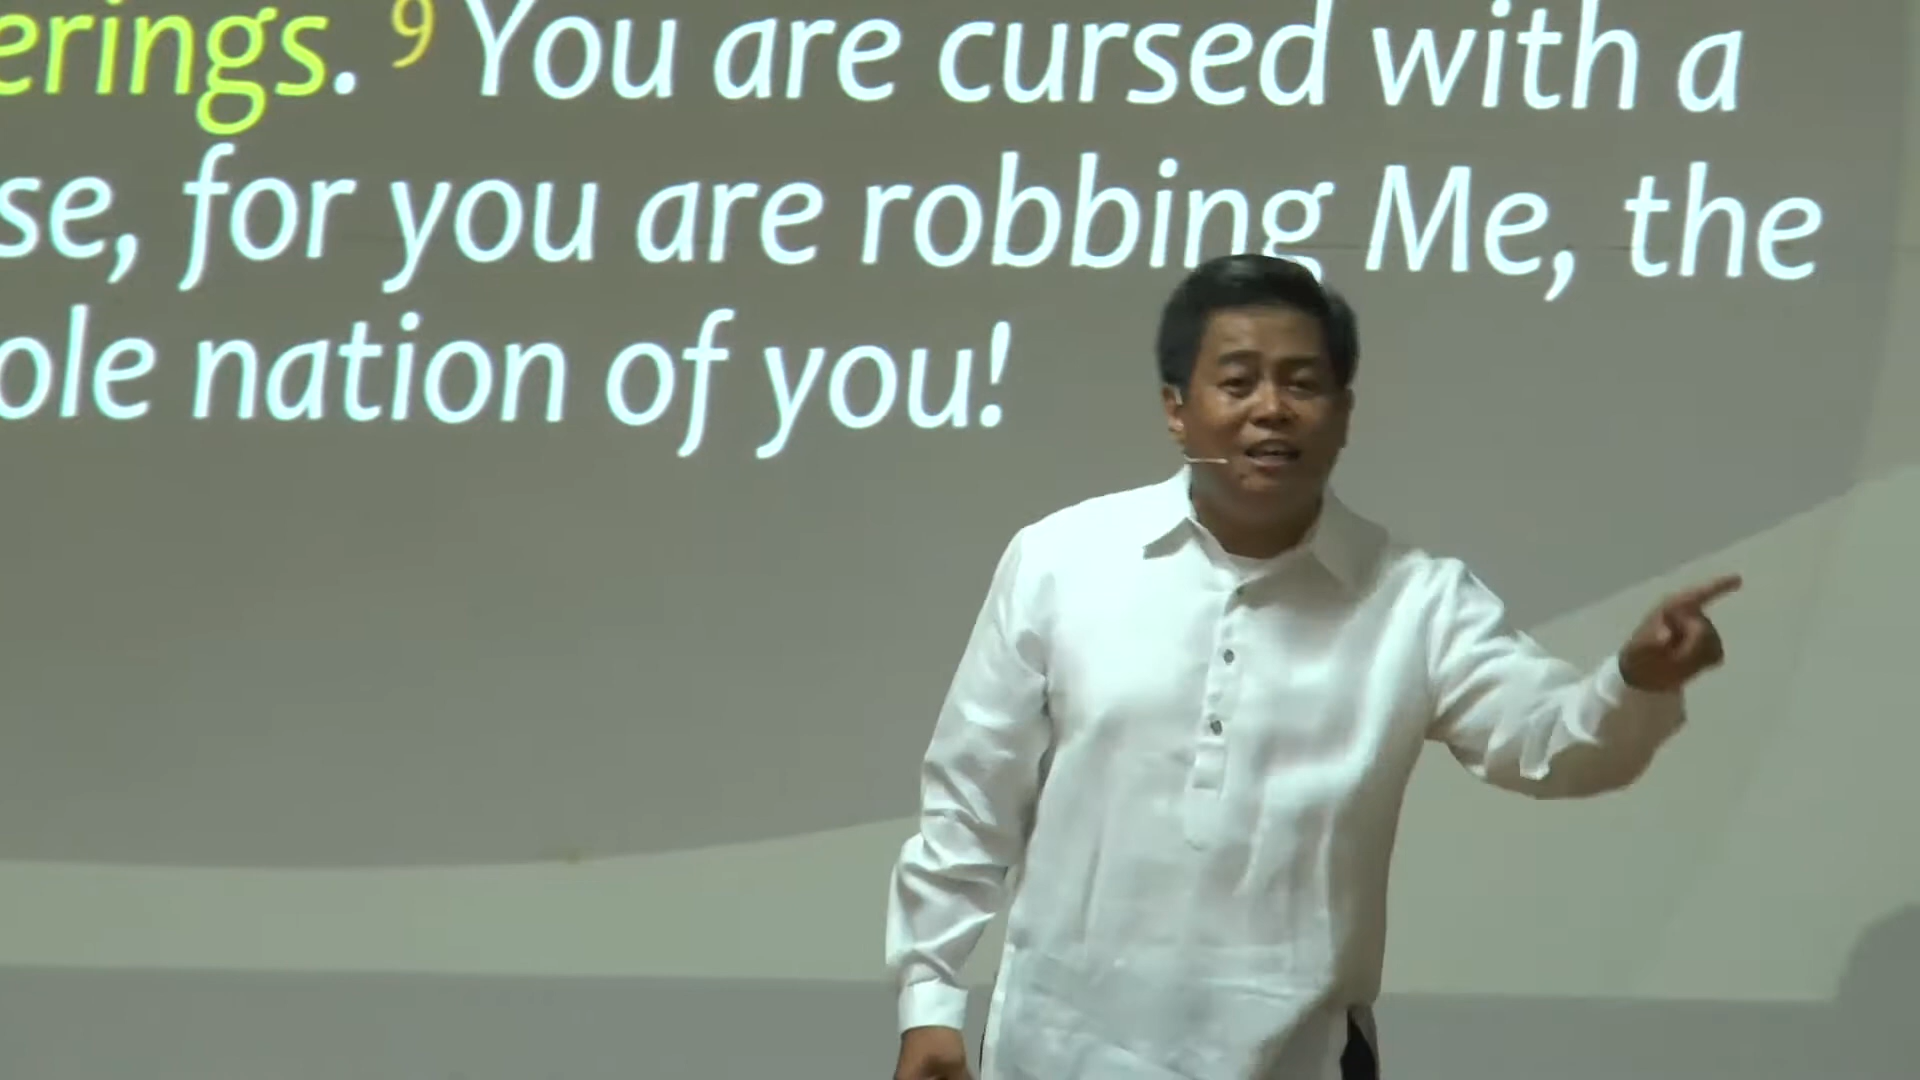 erings. 9 You are cursed with a
se, for you are robbing Me, the
ole nation of you!